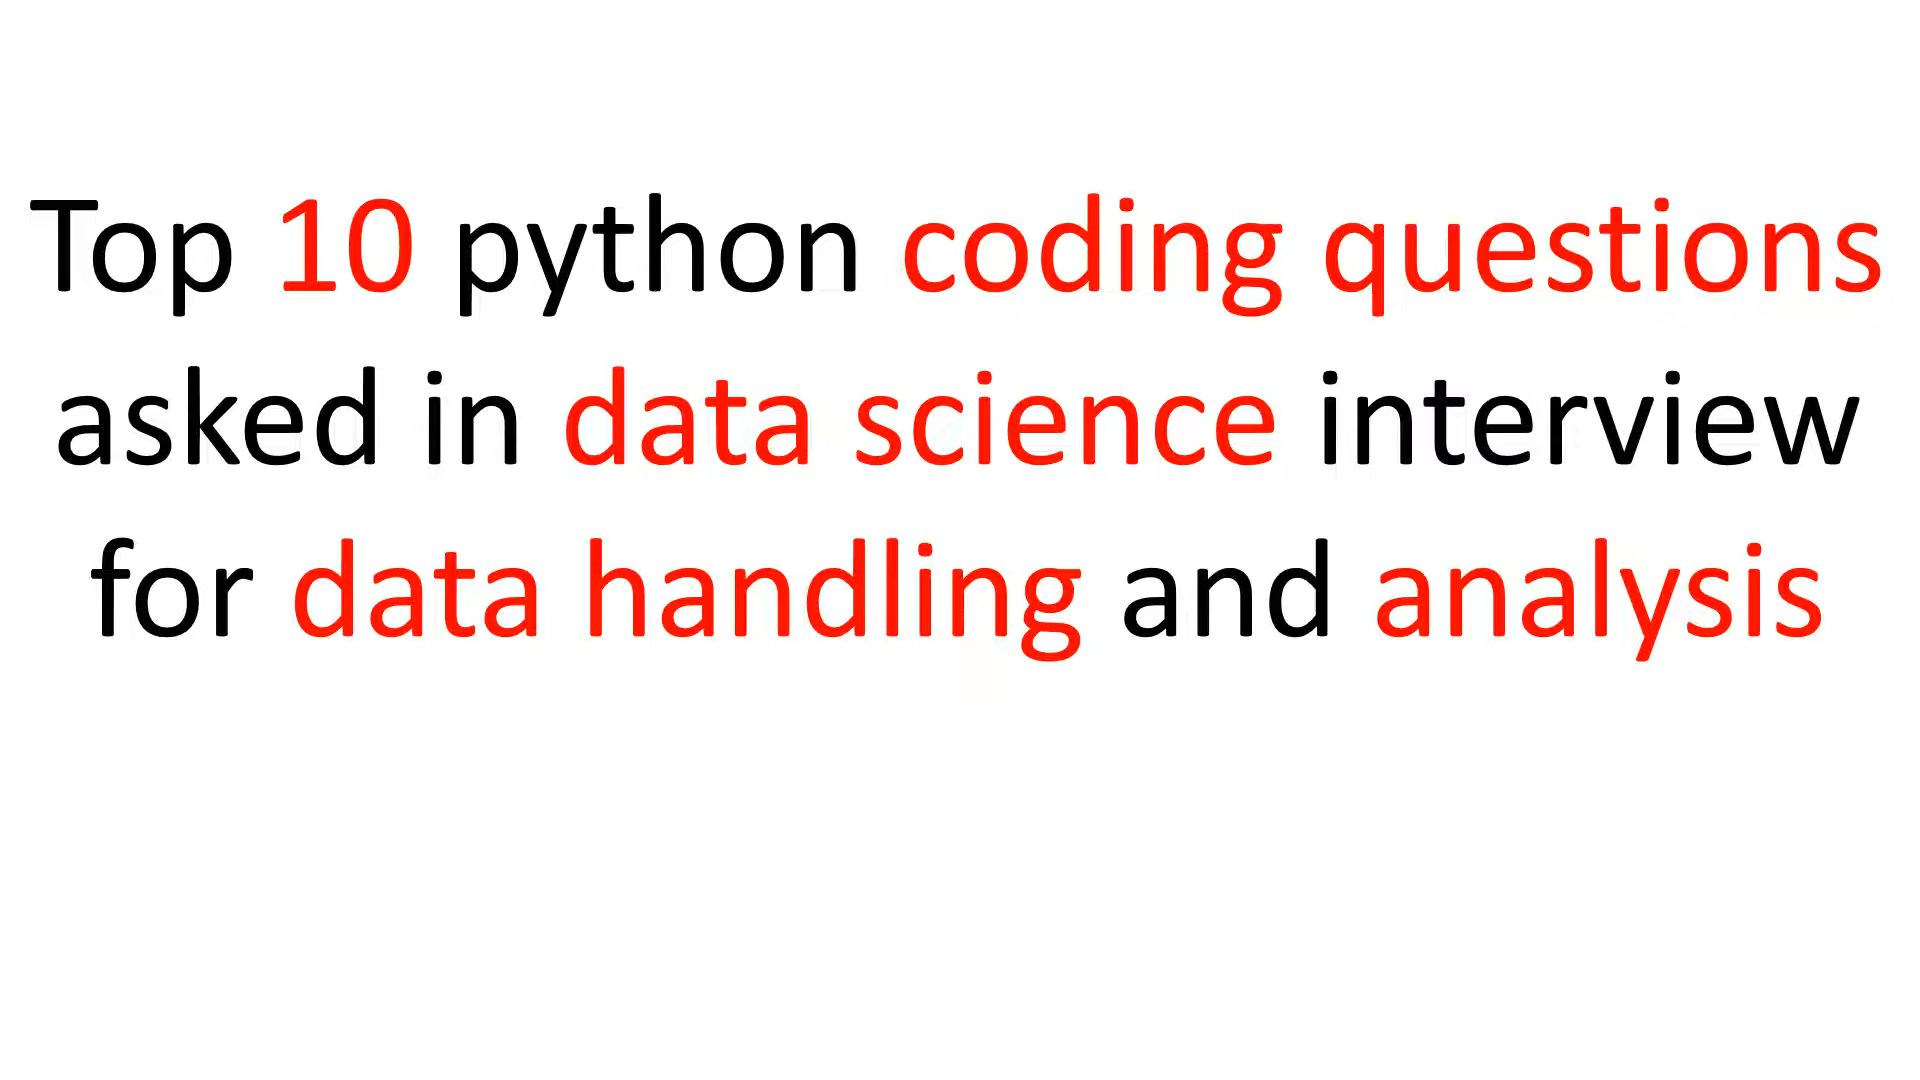 Top 10 python coding questions
asked in data science interview
for data handling and analysis